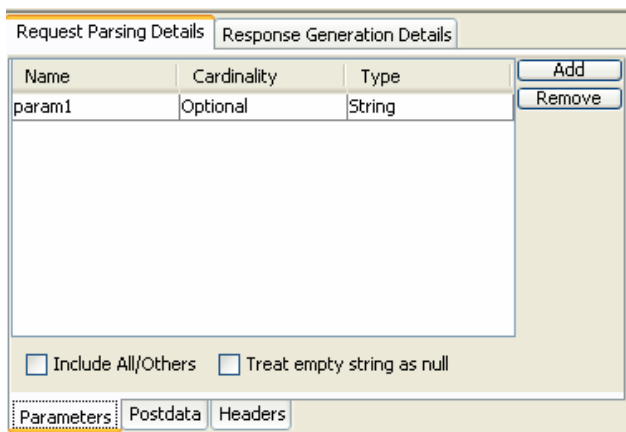 Request Parsing Details Response Generation Details
Name Cardinality Type Add
param1 Optional String Remove
Include All/Others Treat empty string as null
Parameters Postdata Headers